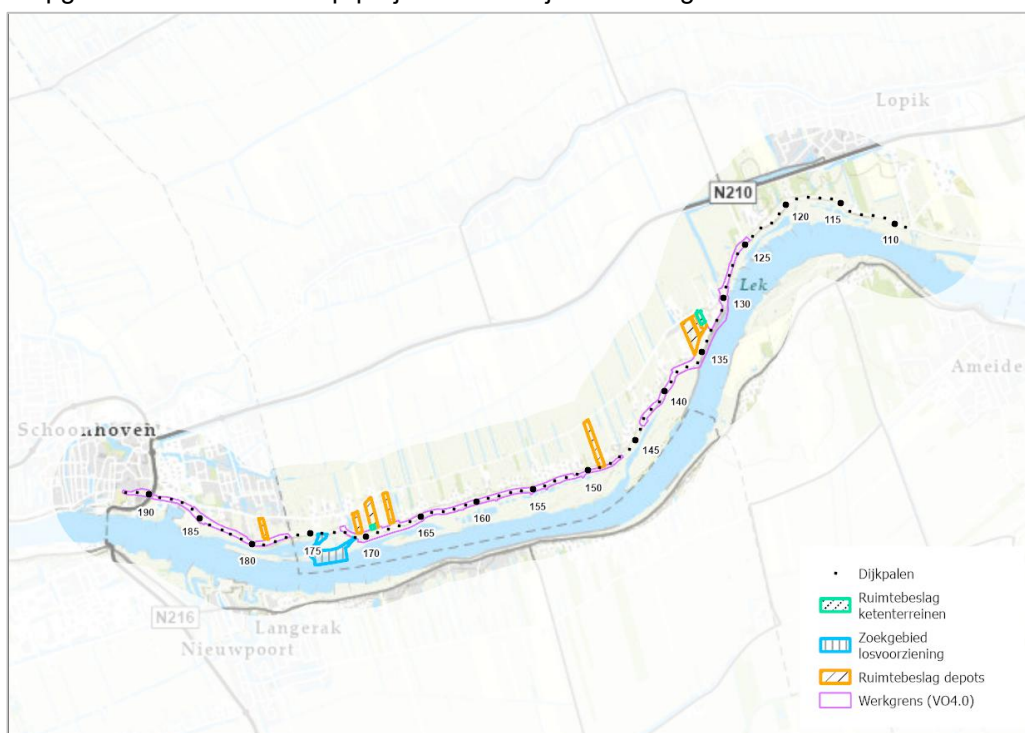 Lopik
N210
120
115
110
125
Lek
130
135
Ameide
140
Schoonhoven
145
150
190
155
160
185
165
175
170
180
N216
Langerak
Nieuwpoort
Dijkpalen
Ruimtebeslag
ketenterreinen
Zoekgebied
losvoorziening
Ruimtebeslag depots
Werkgrens (VO4.0)